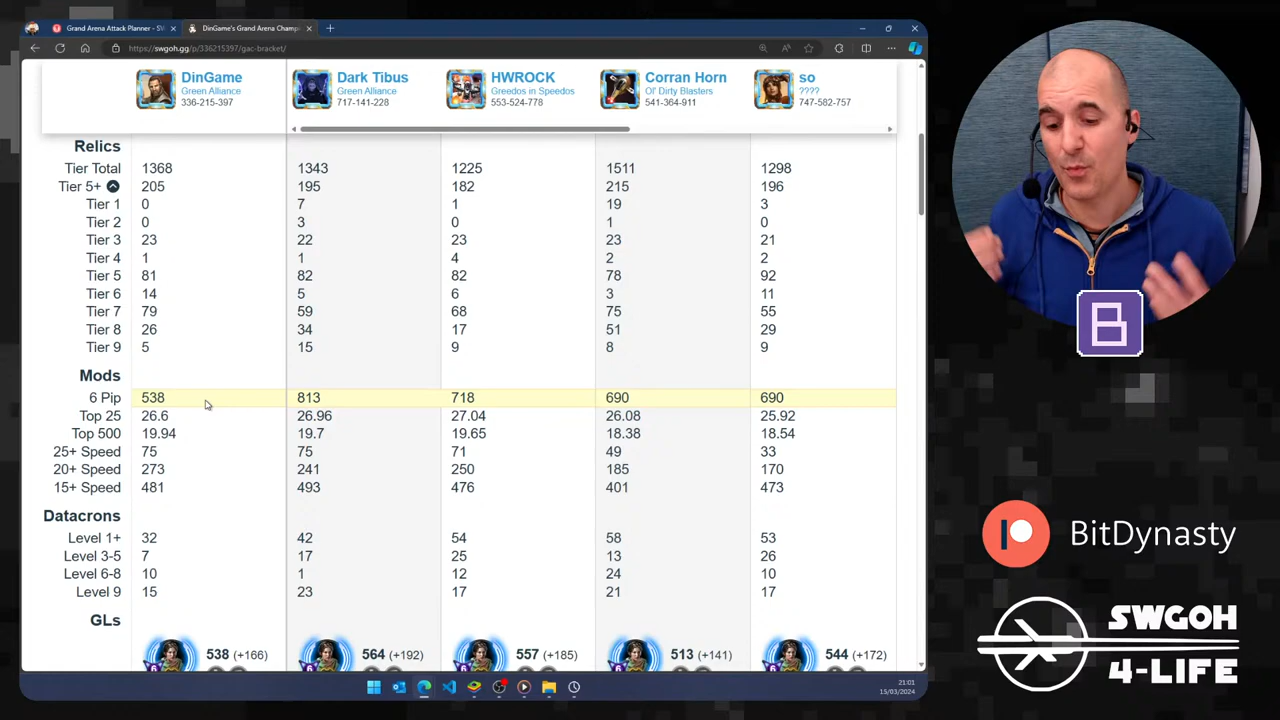 Grand Arena Attack Planner - SW
DinGame's Grand Arena Champi
https://swgoh.gg/p/336215397/gac-bracket/
DinGame Dark Tibus HWROCK Corran Horn so
Green Alliance Green Alliance Greedos in Speedos Ol' Dirty Blasters ????
336-215-397 717-141-228 553-524-778 541-364-911 747-582-757
Relics
Tier Total 1368 1343 1225 1511 1298
Tier 5+ 205 195 182 215 196
Tier 1 0 7 1 19 3
Tier 2 0 3 0 1 0
Tier 3 23 22 23 23 21
Tier 4 1 1 4 2 2
Tier 5 81 82 82 78 92
Tier 6 14 5 6 3 11
Tier 7 79 59 68 75 55
Tier 8 26 34 17 51 29
Tier 9 5 15 9 8 9
Mods
6 Pip 538 813 718 690 690
Top 25 26.6 26.96 27.04 26.08 25.92
Top 500 19.94 19.7 19.65 18.38 18.54
25+ Speed 75 75 71 49 33
20+ Speed 273 241 250 185 170
15+ Speed 481 493 476 401 473
Datacrons
Level 1+ 32 42 54 58 53
Level 3-5 7 17 25 13 26
Level 6-8 10 1 12 24 10
Level 9 15 23 17 21 17
GLs
538 (+166) 564 (+192) 557 (+185) 513 (+141) 544 (+172)
21:01
15/03/2024
B
BitDynasty
SWGOH
4-LIFE